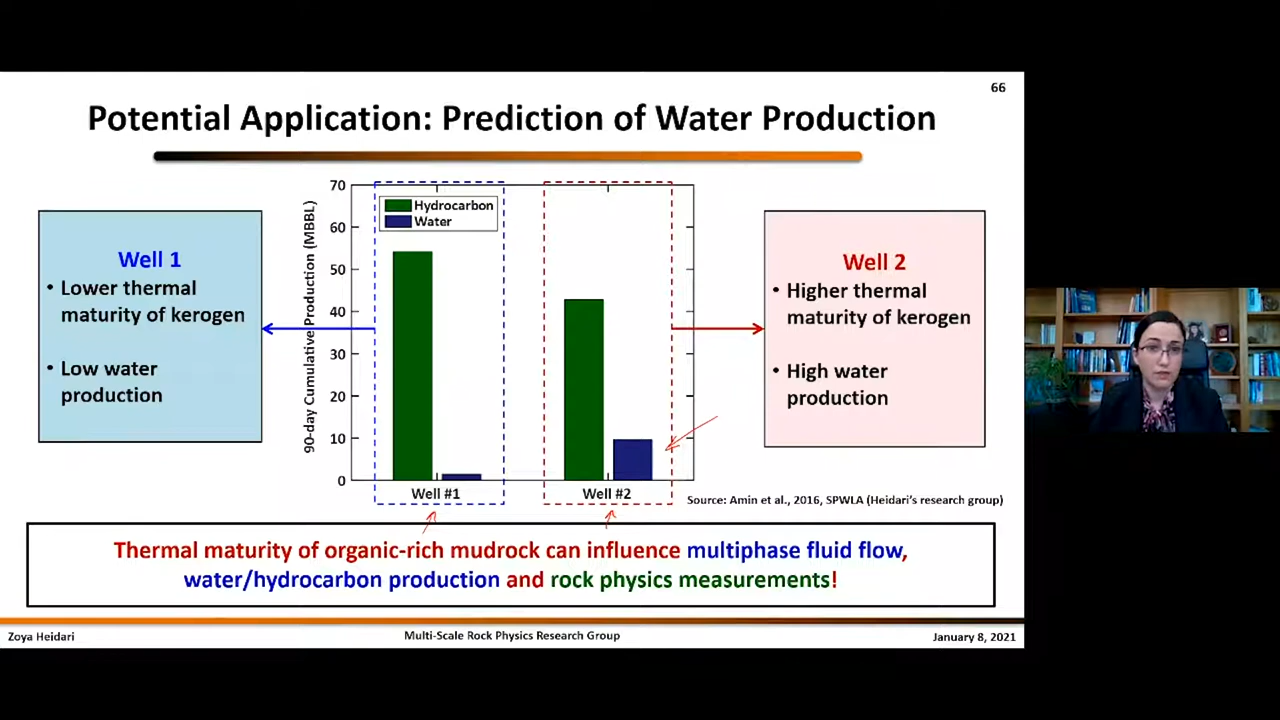 66
Potential Application: Prediction of Water Production
Well 1
• Lower thermal
maturity of kerogen
• Low water
production
90-day Cumulative Production (MBBL)
70
60
50
40
30
20
10
0
Hydrocarbon
Water
Well #1
Well #2
Well 2
• Higher thermal
maturity of kerogen
• High water
production
Source: Amin et al., 2016, SPWLA (Heidari's research group)
Thermal maturity of organic-rich mudrock can influence multiphase fluid flow,
water/hydrocarbon production and rock physics measurements!
Zoya Heidari
Multi-Scale Rock Physics Research Group
January 8, 2021